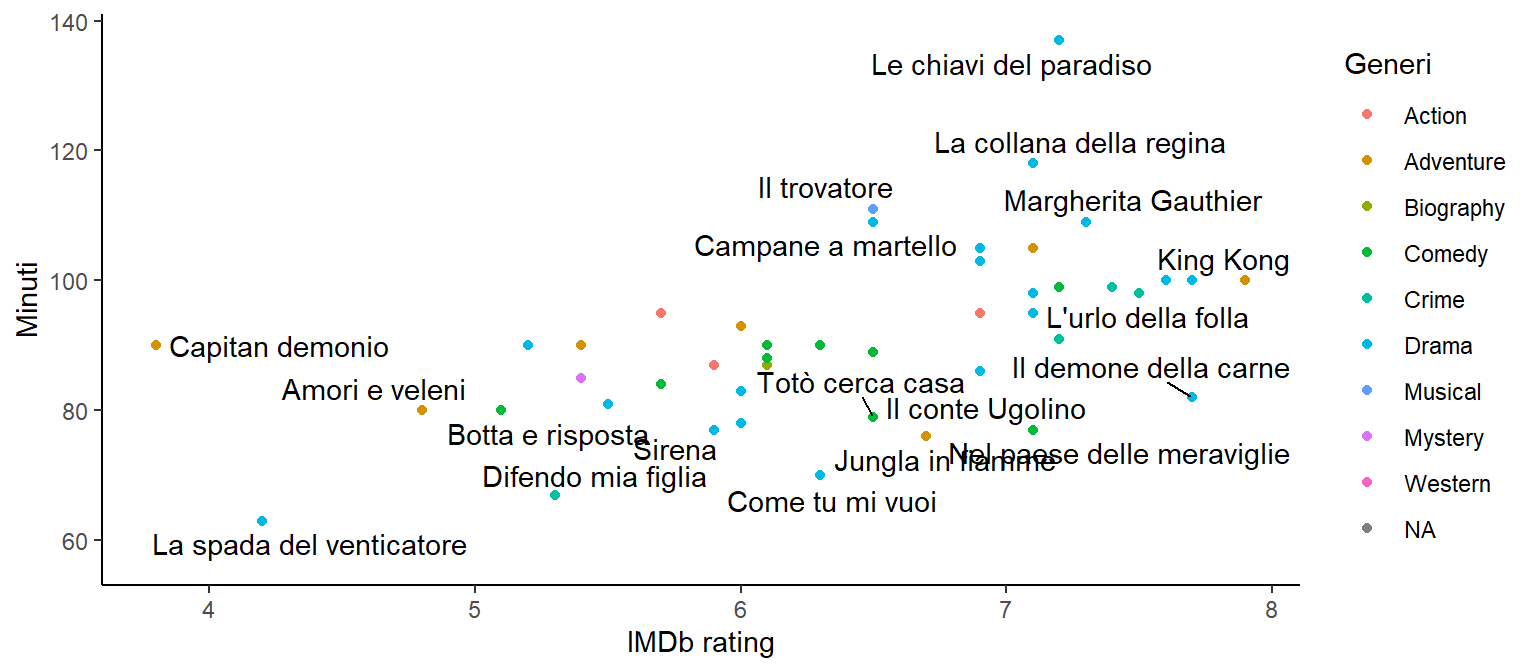 140
Le chiavi del paradiso
120
La collana della regina
Il trovatore
Margherita Gauthier
Campane a martello
King Kong
100
L'urlo della folla
Capitan demonio
Il demone della carne
Amori e veleni
Totò cerca casa
80
Il conte Ugolino
Botta e risposta
Sirena
Jungla in fiamme
Nel paese delle meraviglie
Difendo mia figlia
Come tu mi vuoi
60
La spada del venticatore
4
5
6
7
8
IMDb rating
Minuti
Generi
Action
Adventure
Biography
Comedy
Crime
Drama
Musical
Mystery
Western
NA